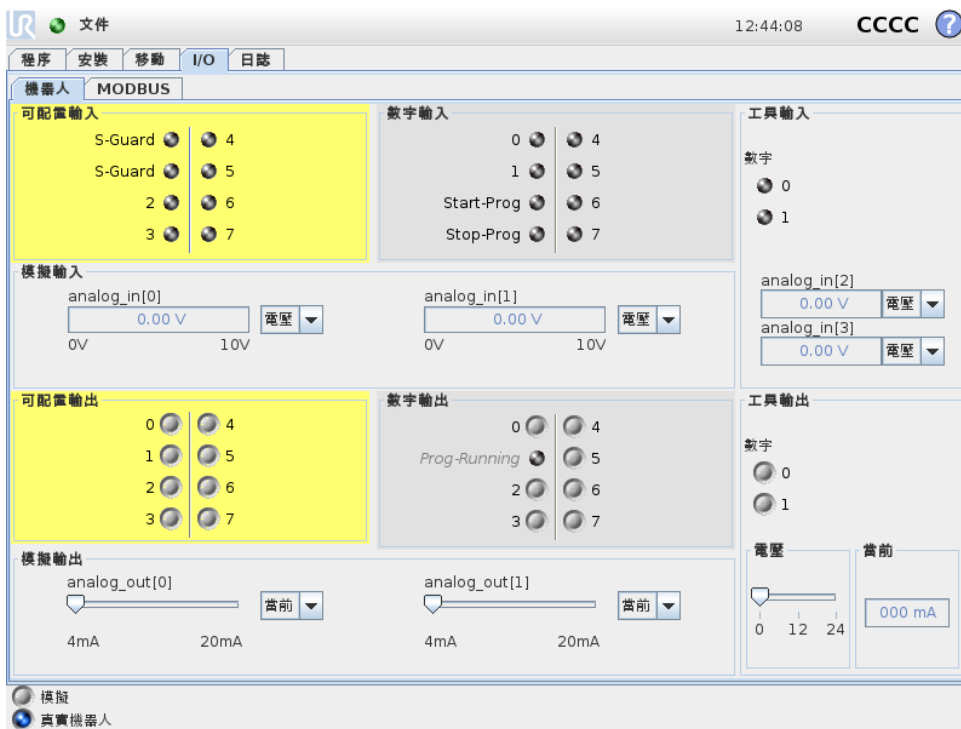 UR 文件 12:44:08 CCCC ?
程序 安裝 移動 I/O 日誌
機器人 MODBUS
可配置輸入
S-Guard 4
S-Guard 5
2 6
3 7
數字輸入
0 4
1 5
Start-Prog 6
Stop-Prog 7
工具輸入
數字
0
1
模擬輸入
analog_in[0]
0.00 V 電壓
0V 10V
analog_in[1]
0.00 V 電壓
0V 10V
analog_in[2]
0.00 V 電壓
analog_in[3]
0.00 V 電壓
可配置輸出
0 4
1 5
2 6
3 7
數字輸出
0 4
Prog-Running 5
2 6
3 7
工具輸出
數字
0
1
模擬輸出
analog_out[0]
當前
4mA 20mA
analog_out[1]
當前
4mA 20mA
電壓
0 12 24
當前
000 mA
模擬
真實機器人